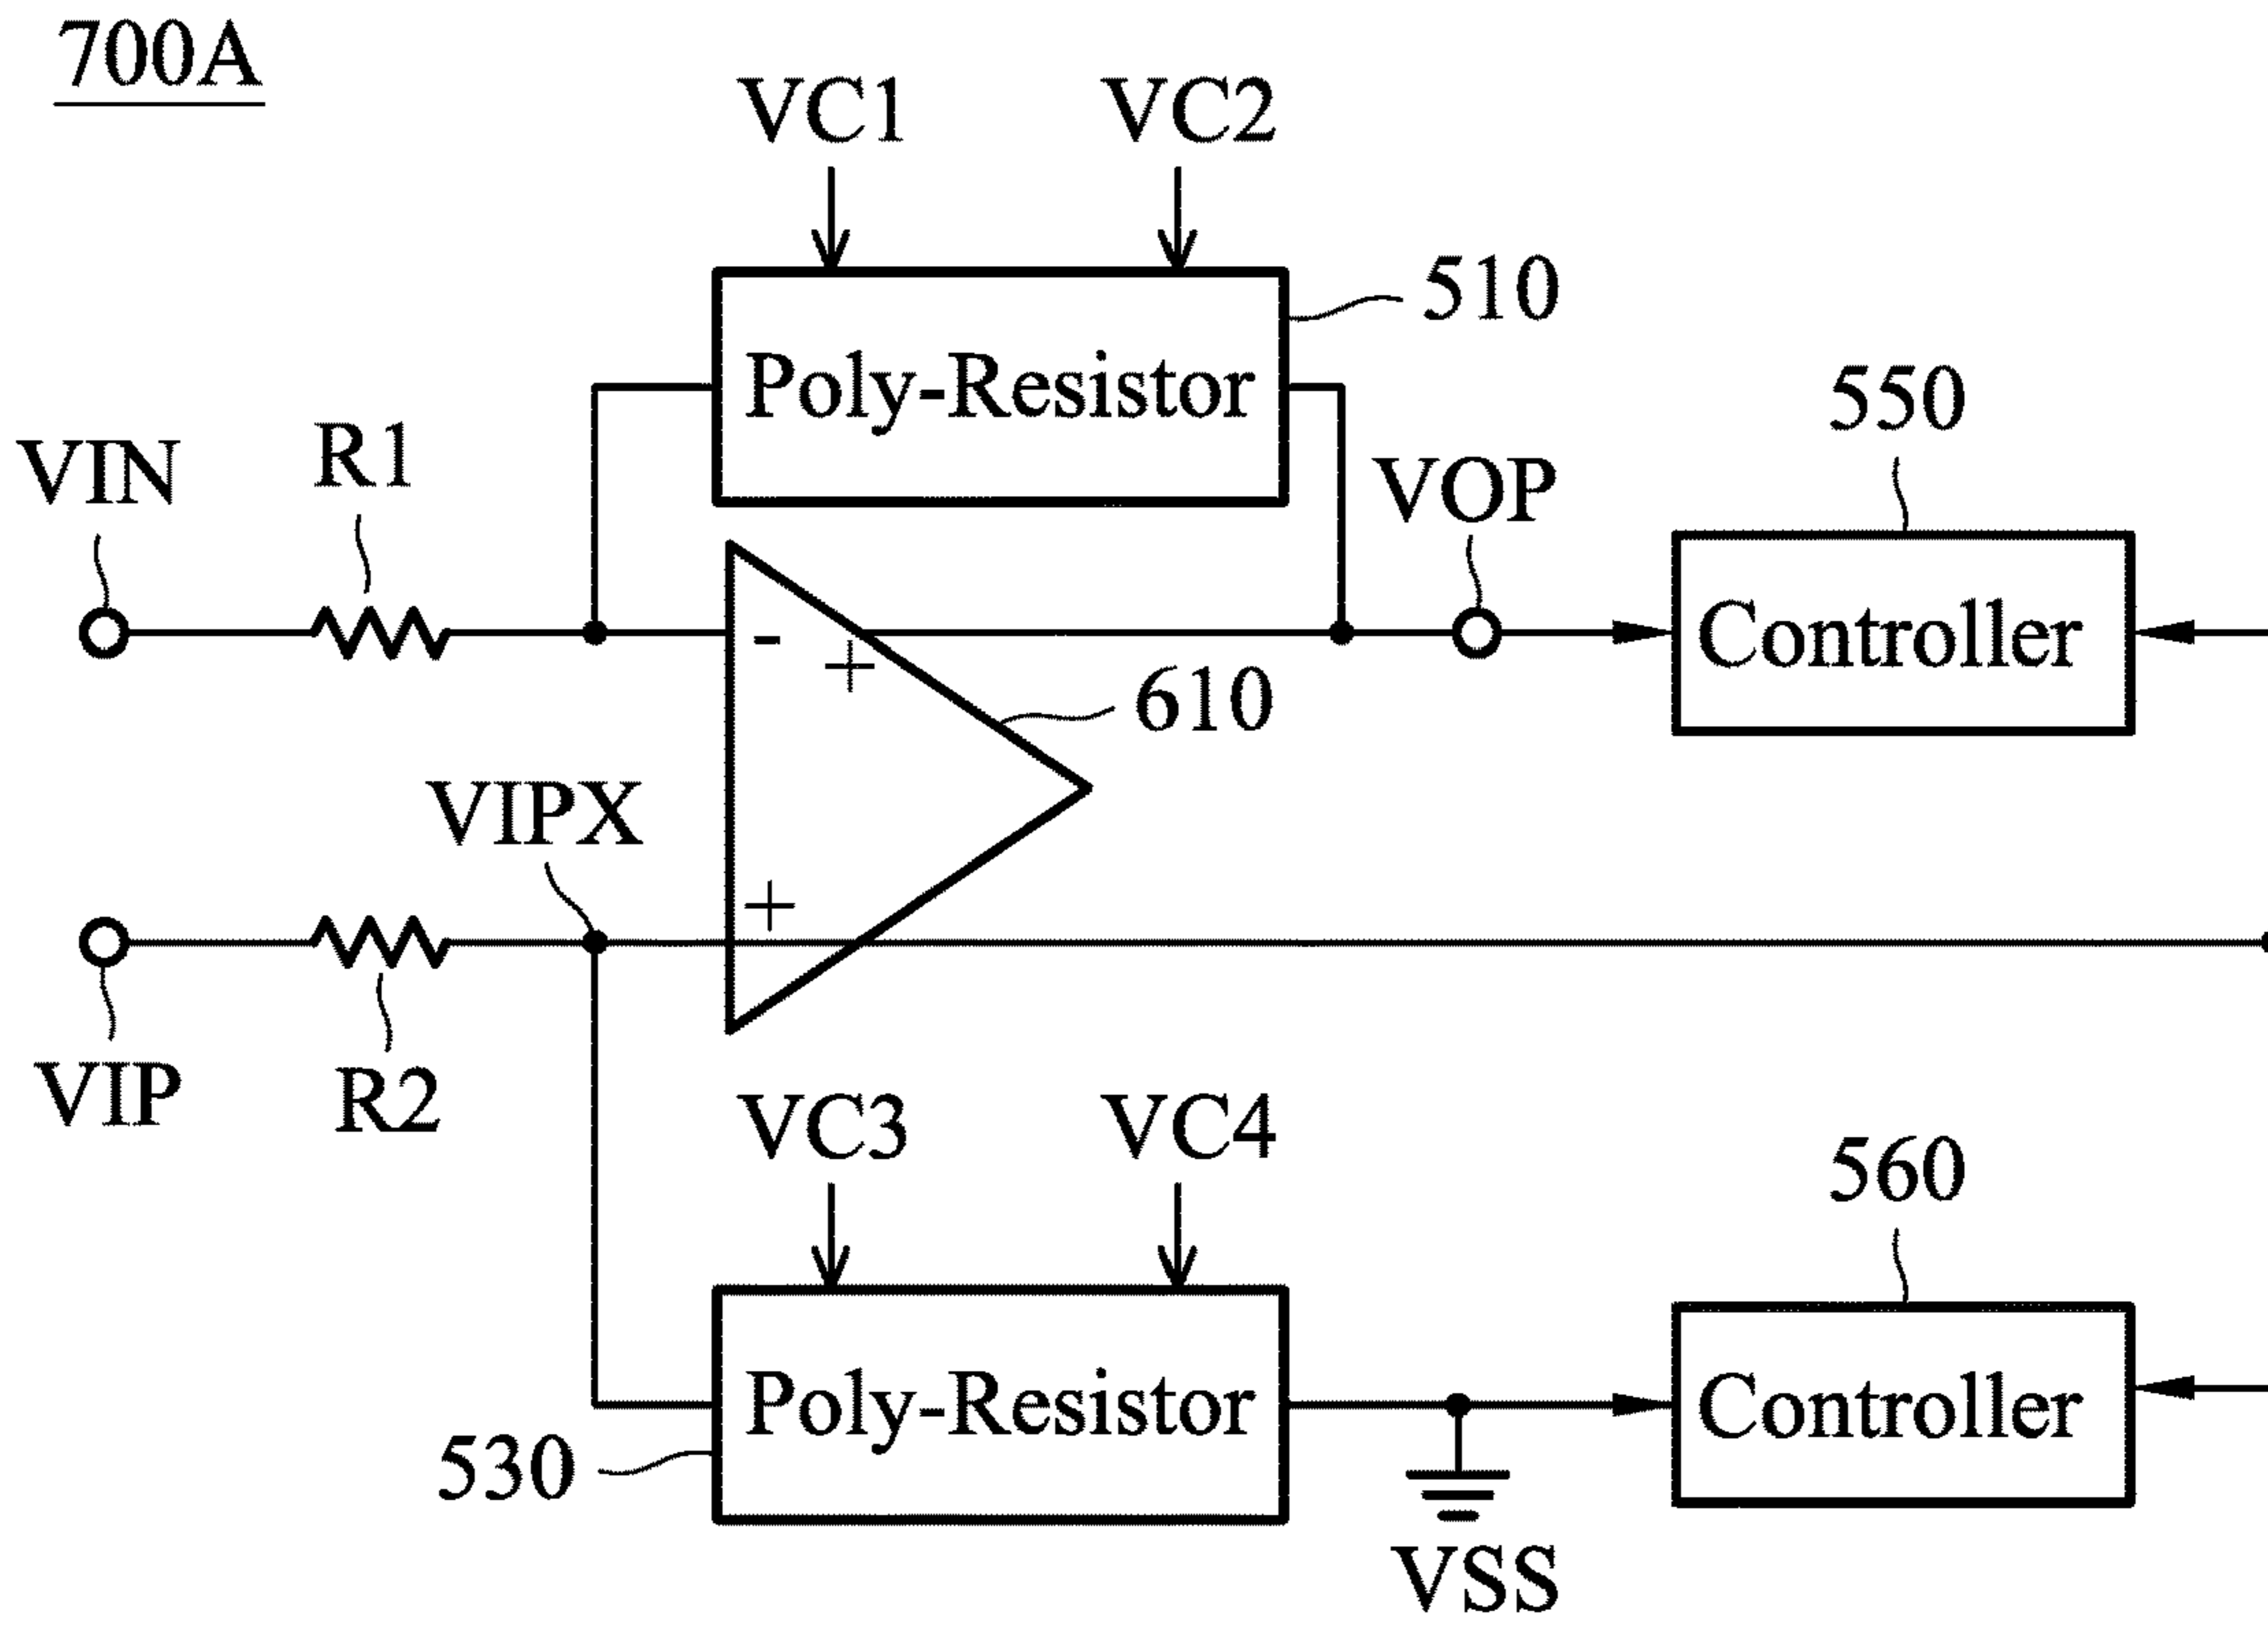 700A
VC1 VC2
510
Poly-Resistor
550
VIN R1
VOP
Controller
- +
610
VIPX
+
VIP R2
VC3 VC4
560
Poly-Resistor
Controller
530
VSS